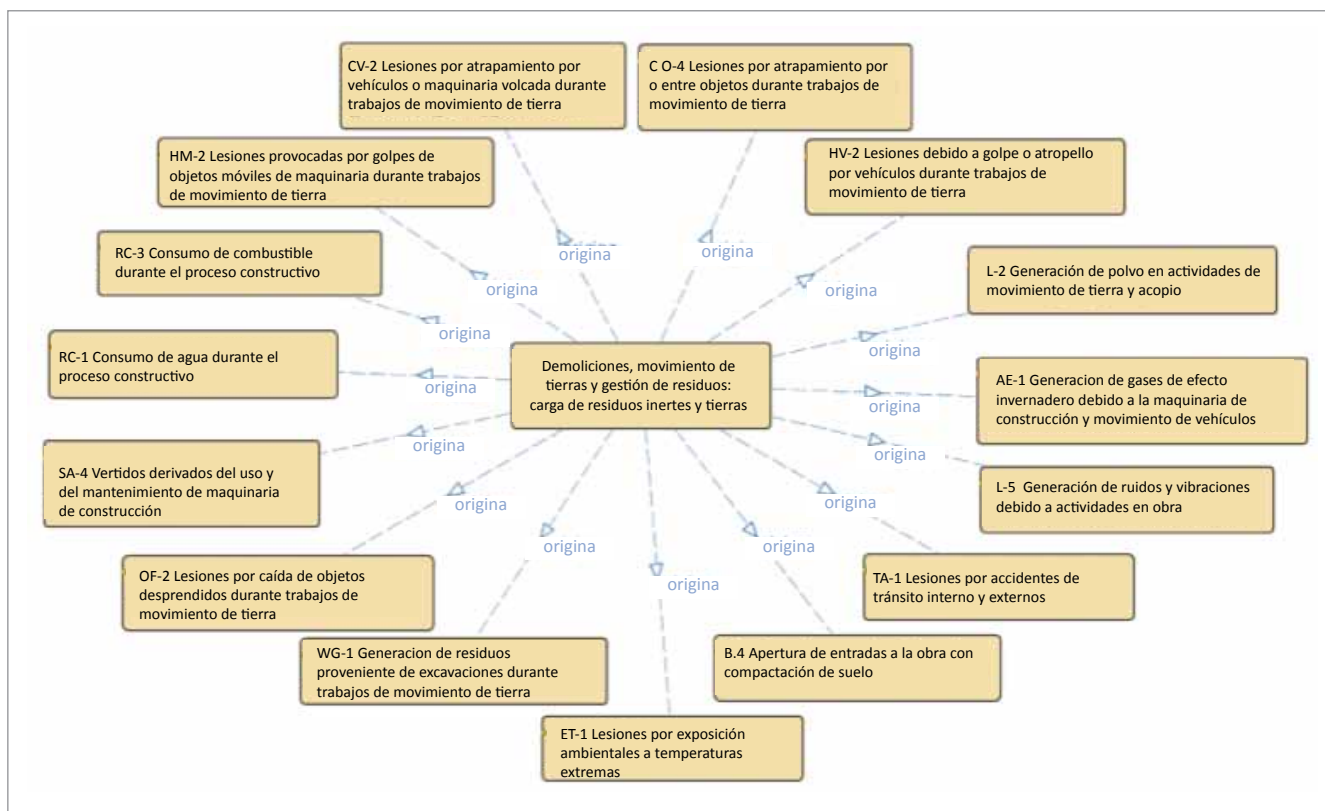 CV-2 Lesiones por atrapamiento por
vehículos o maquinaria volcada durante
trabajos de movimiento de tierra
C O-4 Lesiones por atrapamiento por
o entre objetos durante trabajos de
movimiento de tierra
HM-2 Lesiones provocadas por golpes de
objetos móviles de maquinaria durante trabajos
de movimiento de tierra
HV-2 Lesiones debido a golpe o atropello
por vehículos durante trabajos de
movimiento de tierra
origina
origina
RC-3 Consumo de combustible
durante el proceso constructivo
origina
origina
L-2 Generación de polvo en actividades de
movimiento de tierra y acopio
origina
origina
RC-1 Consumo de agua durante el
proceso constructivo
Demoliciones, movimiento de
tierras y gestión de residuos:
carga de residuos inertes y tierras
origina
origina
AE-1 Generacion de gases de efecto
invernadero debido a la maquinaria de
construcción y movimiento de vehículos
SA-4 Vertidos derivados del uso y
del mantenimiento de maquinaria
de construcción
origina
origina
L-5 Generación de ruidos y vibraciones
debido a actividades en obra
origina
origina
origina
origina
origina
OF-2 Lesiones por caída de objetos
desprendidos durante trabajos de
movimiento de tierra
TA-1 Lesiones por accidentes de
tránsito interno y externos
WG-1 Generacion de residuos
proveniente de excavaciones durante
trabajos de movimiento de tierra
B.4 Apertura de entradas a la obra con
compactación de suelo
ET-1 Lesiones por exposición
ambientales a temperaturas
extremas